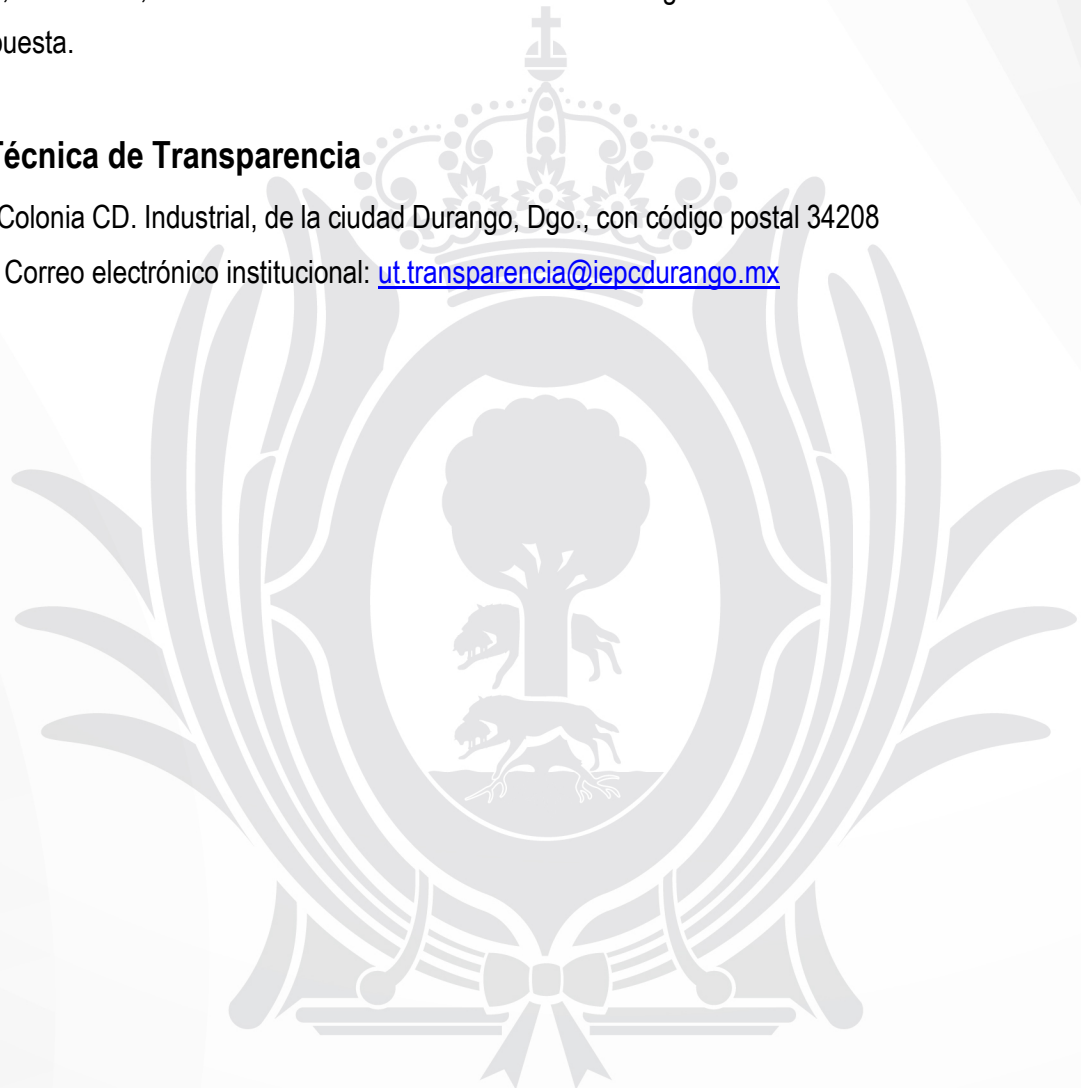 puesta.
Técnica de Transparencia
Colonia CD. Industrial, de la ciudad Durango, Dgo., con código postal 34208
Correo electrónico institucional: ut.transparencia@iepcdurango.mx